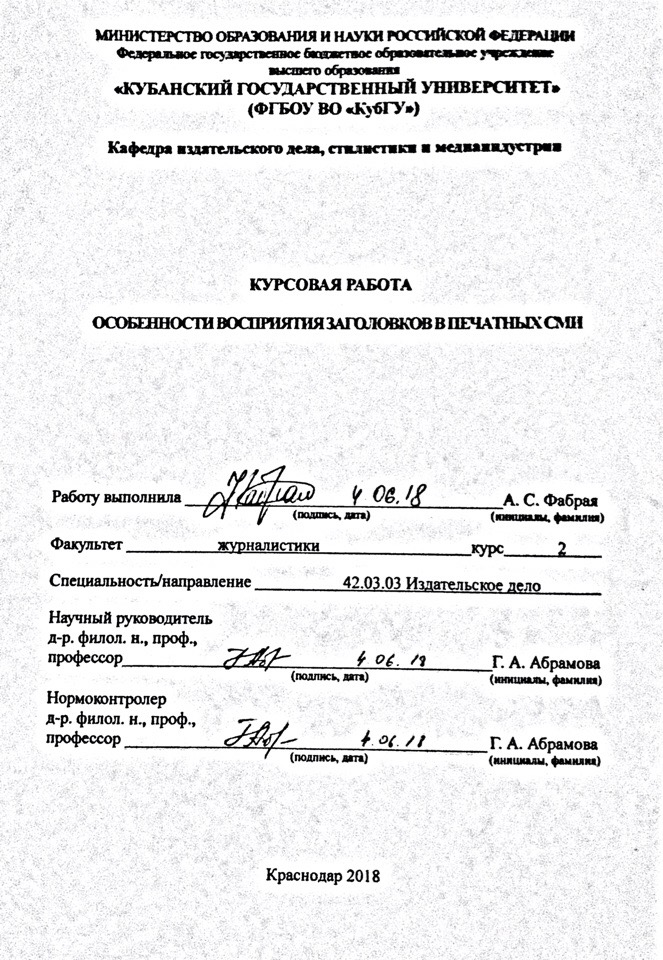 МИНИСТЕРСТВО ОБРАЗОВАНИЯ И НАУКИ РОССИЙСКОЙ ФЕДЕРАЦИИ
Федеральное государственное бюджетное образовательное учреждение
высшего образования
«КУБАНСКИЙ ГОСУДАРСТВЕННЫЙ УНИВЕРСИТЕТ»
(ФГБОУ ВО «КубГУ»)
Кафедра издательского дела, стилистики и медиаиндустрии
КУРСОВАЯ РАБОТА
ОСОБЕННОСТИ ВОСПРИЯТИЯ ЗАГОЛОВКОВ В ПЕЧАТНЫХ СМИ
Работу выполнила 4 06.18 А. С. Фабрая
(подпись, дата) (инициалы, фамилия)
Факультет журналистики курс 2
Специальность/направление 42.03.03 Издательское дело
Научный руководитель
д-р. филол. н., проф.,
профессор 4 06. 18 Г. А. Абрамова
(подпись, дата) (инициалы, фамилия)
Нормоконтролер
д-р. филол. н., проф.,
профессор 4.06.18 Г. А. Абрамова
(подпись, дата) (инициалы, фамилия)
Краснодар 2018